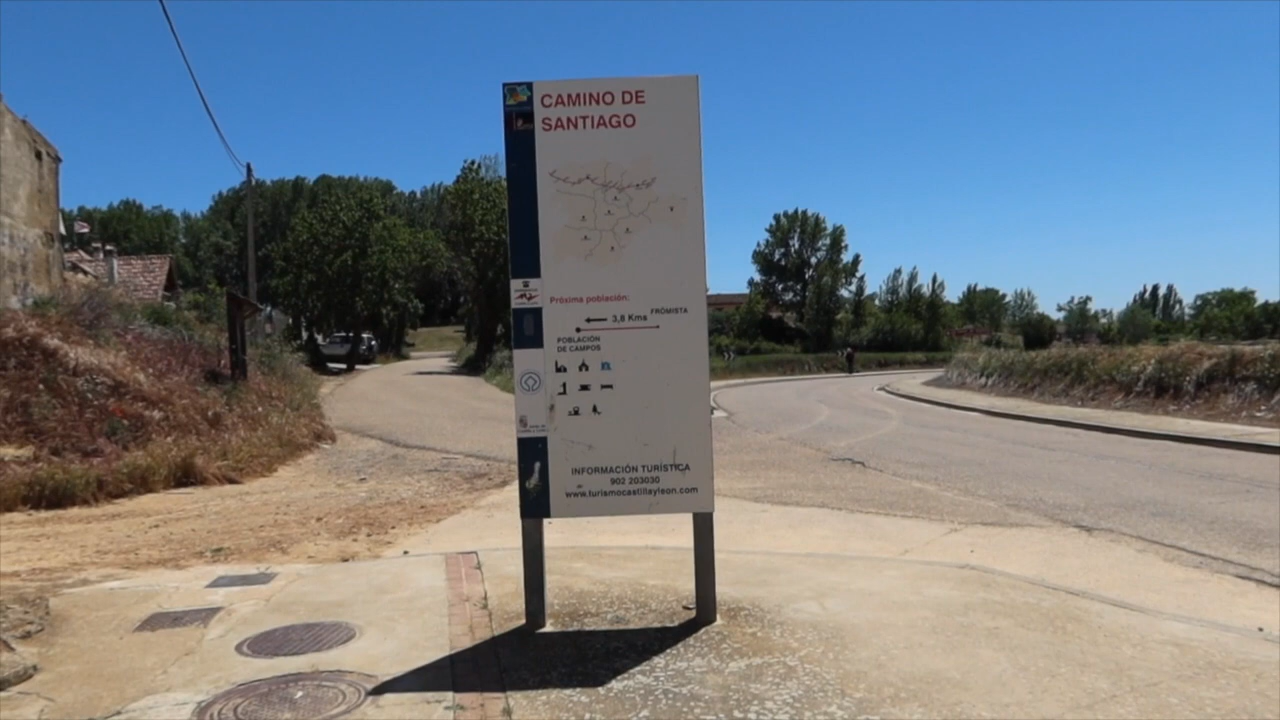 CAMINO DE
SANTIAGO
Próxima población:
FRÓMISTA
3,8 Kms
POBLACIÓN
DE CAMPOS
INFORMACIÓN TURÍSTICA
902 203030
www.turismocastillayleon.com